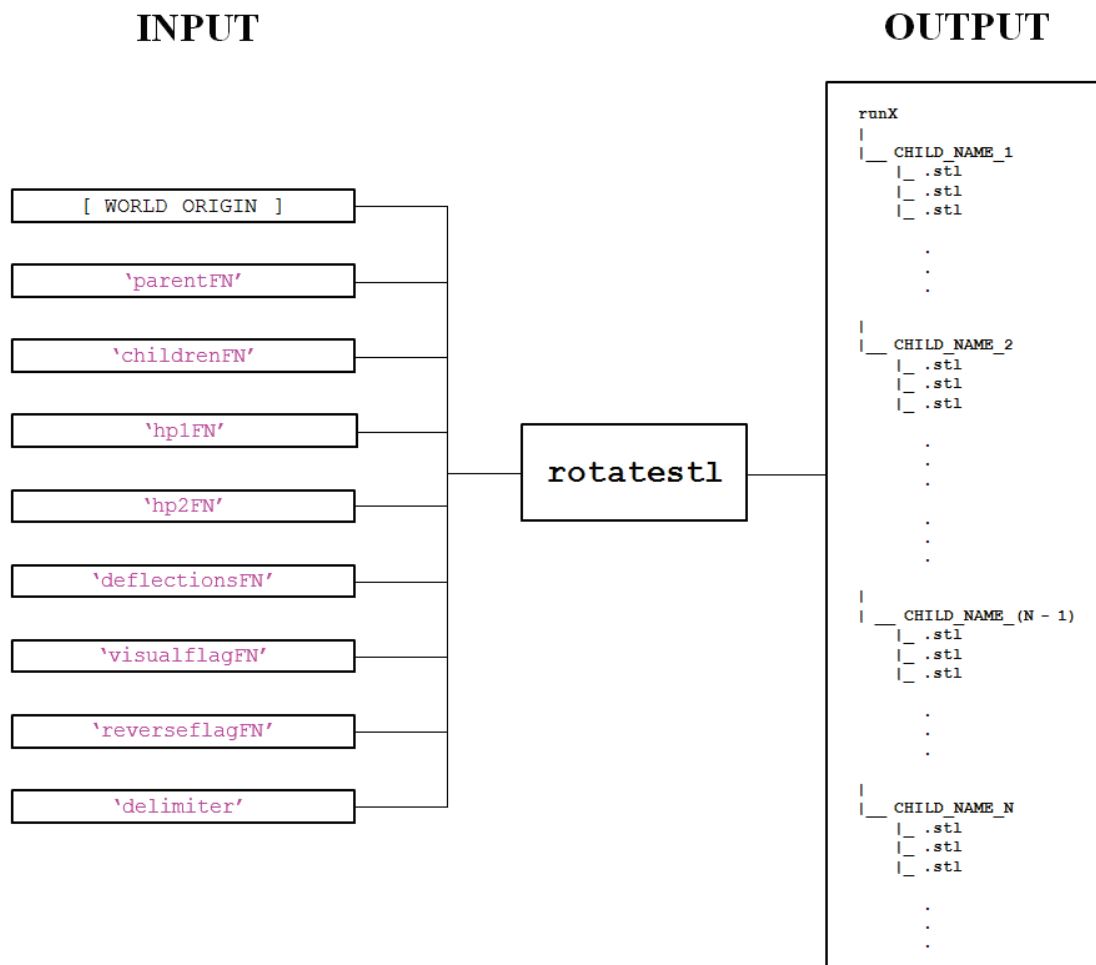 INPUT
[ WORLD ORIGIN ]
‘parentFN’
‘childrenFN’
‘hp1FN’
‘hp2FN’
‘deflectionsFN’
‘visualflagFN’
‘reverseflagFN’
‘delimiter’
rotatestl
OUTPUT
runX
|
|__ CHILD_NAME_1
|_ .stl
|_ .stl
|_ .stl
.
.
.
|
|__ CHILD_NAME_2
|_ .stl
|_ .stl
|_ .stl
.
.
.
.
.
.
|
| __ CHILD_NAME_(N - 1)
|_ .stl
|_ .stl
|_ .stl
.
.
.
|
|__ CHILD_NAME_N
|_ .stl
|_ .stl
|_ .stl
.
.
.